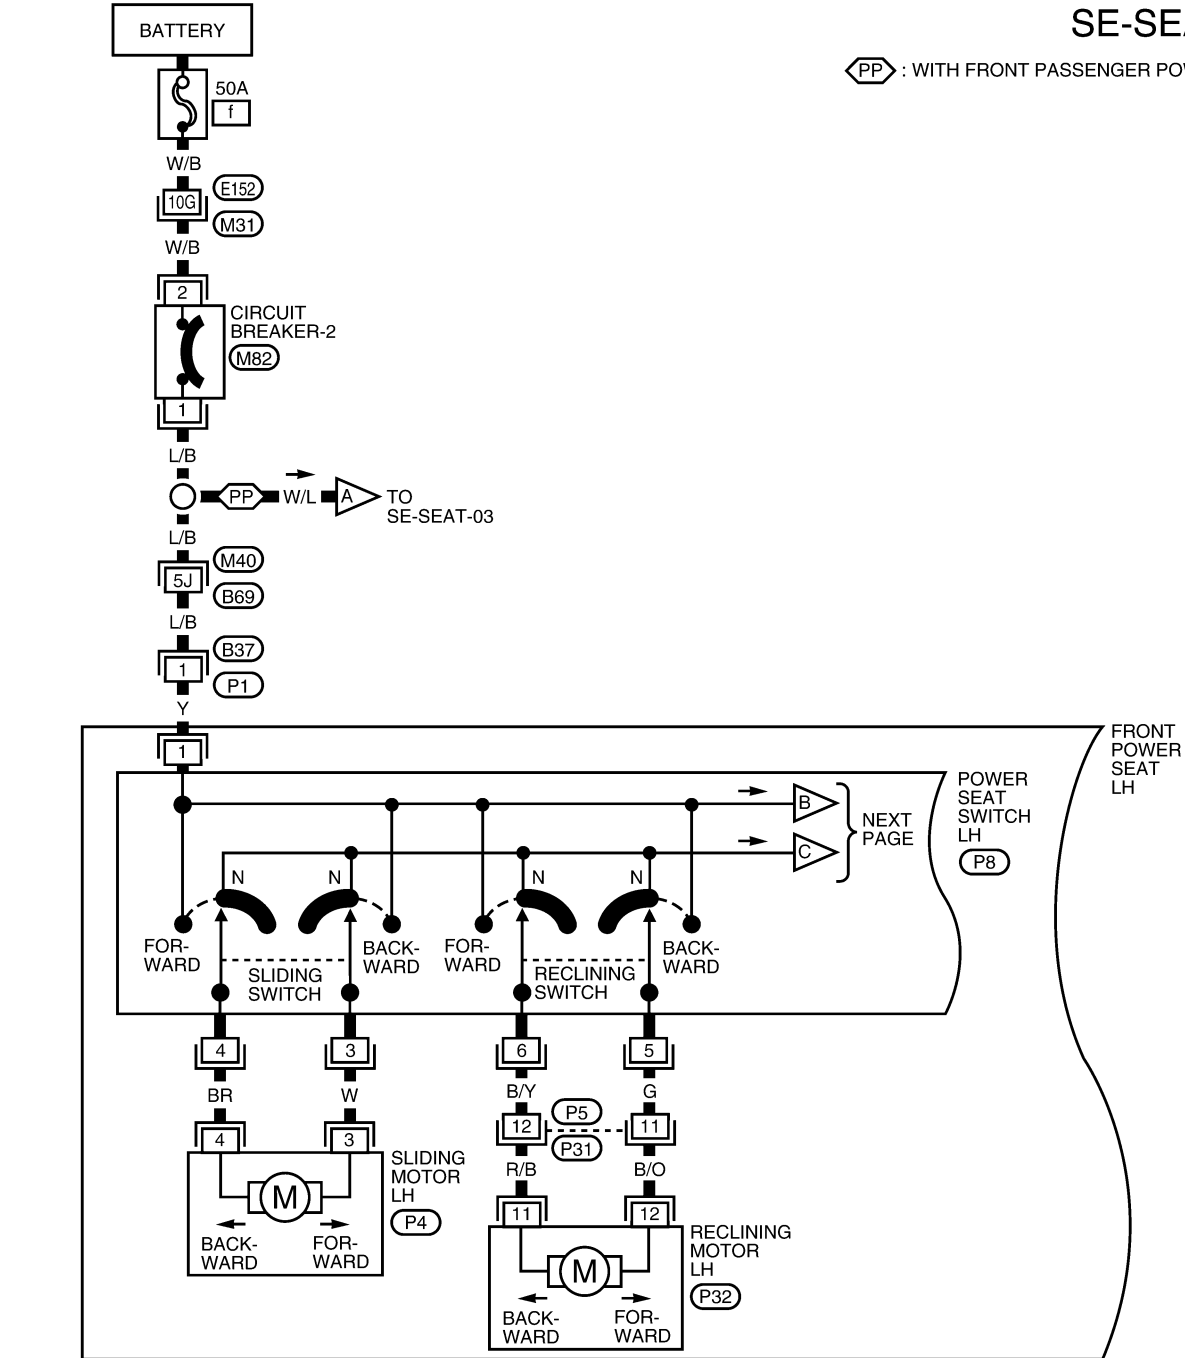 BATTERY
SE-SEA
PP : WITH FRONT PASSENGER POW
50A
f
W/B
10G
E152
M31
W/B
2
CIRCUIT
BREAKER-2
M82
1
L/B
PP
W/L
A
TO
SE-SEAT-03
L/B
5J
M40
B69
L/B
1
B37
P1
Y
1
FRONT
POWER
SEAT
LH
POWER
SEAT
SWITCH
LH
P8
B
C
NEXT
PAGE
N
N
N
N
FOR-
WARD
BACK-
WARD
FOR-
WARD
BACK-
WARD
SLIDING
SWITCH
RECLINING
SWITCH
4
3
6
5
BR
W
B/Y
G
12
P5
P31
11
4
3
R/B
B/O
SLIDING
MOTOR
LH
P4
M
BACK-
WARD
FOR-
WARD
11
12
RECLINING
MOTOR
LH
P32
M
BACK-
WARD
FOR-
WARD